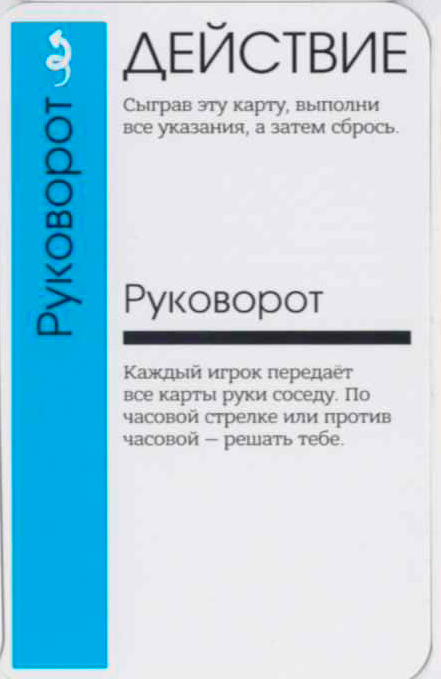 Руковорот
ДЕЙСТВИЕ
Сыграв эту карту, выполни
все указания, а затем сбрось.
Руковорот
Каждый игрок передаёт
все карты руки соседу. По
часовой стрелке или против
часовой – решать тебе.